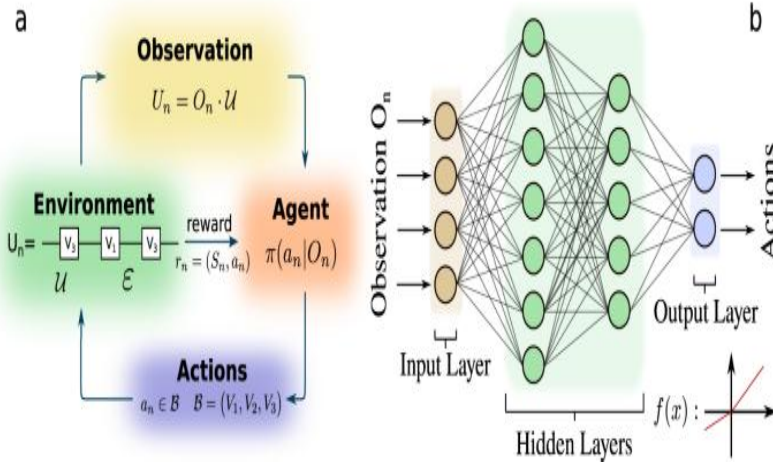 a
Observation
Uₙ = Oₙ · 𝒰
Environment
Uₙ= V₃ V₁ V₃
𝒰 ℰ
reward
rₙ = (Sₙ, aₙ)
Agent
π(aₙ|Oₙ)
Actions
aₙ ∈ ℬ ℬ = (V₁, V₂, V₃)
b
Observation Oₙ
Input Layer
Hidden Layers
Output Layer
Actions
f(x) :